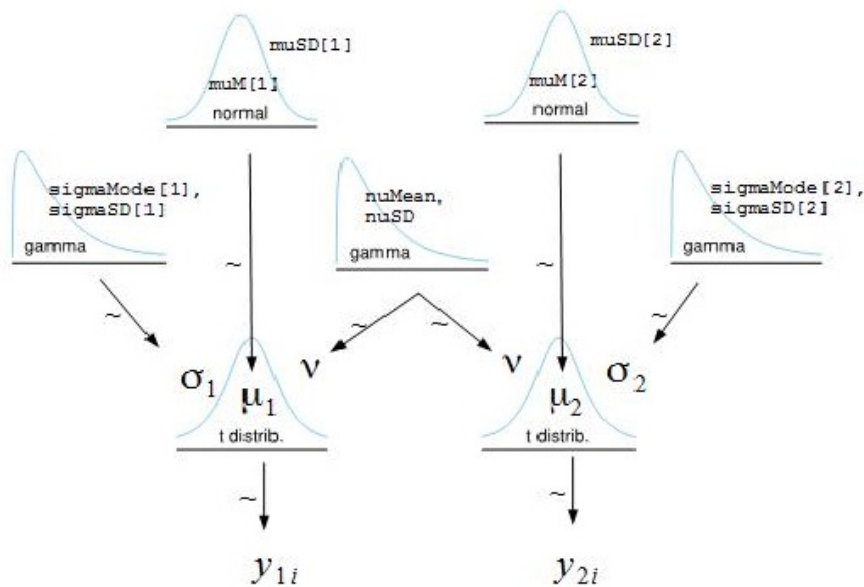 muSD[1]
muM[1]
normal
muSD[2]
muM[2]
normal
sigmaMode[1],
sigmaSD[1]
gamma
nuMean,
nuSD
gamma
sigmaMode[2],
sigmaSD[2]
gamma
~
~
~
~
~
~
σ1
μ1
ν
t distrib.
ν
μ2
σ2
t distrib.
~
~
y1i
y2i